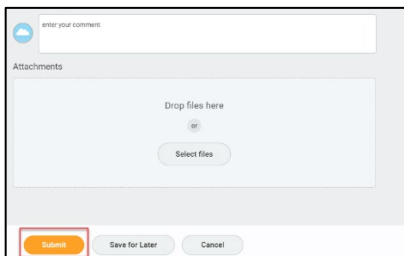 enter your comment
Attachments
Drop files here
or
Select files
Submit
Save for Later
Cancel